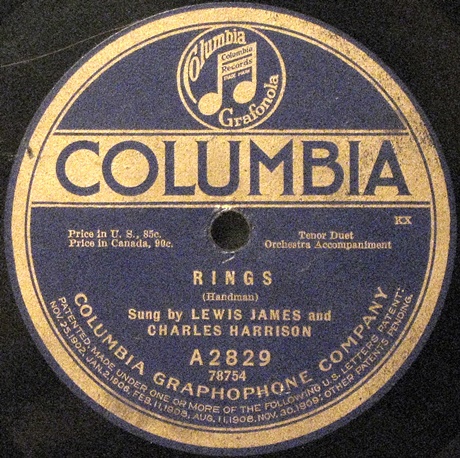 Columbia
Columbia
Records
Grafonola
COLUMBIA
KX
Price in U. S., 85c.
Price in Canada, 90c.
Tenor Duet
Orchestra Accompaniment
RINGS
(Handman)
Sung by LEWIS JAMES and
CHARLES HARRISON
A2829
78754
COLUMBIA GRAPHOPHONE COMPANY
PATENTED, MADE UNDER ONE OR MORE OF THE FOLLOWING U.S. LETTERS PATENT:
NOV. 25, 1902, JAN. 2, 1906, FEB. 11, 1908, AUG. 11, 1908, NOV. 30, 1909: OTHER PATENTS PENDING.